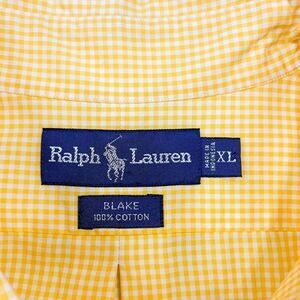 Ralph Lauren
MADE IN
INDONESIA
XL
BLAKE
100% COTTON